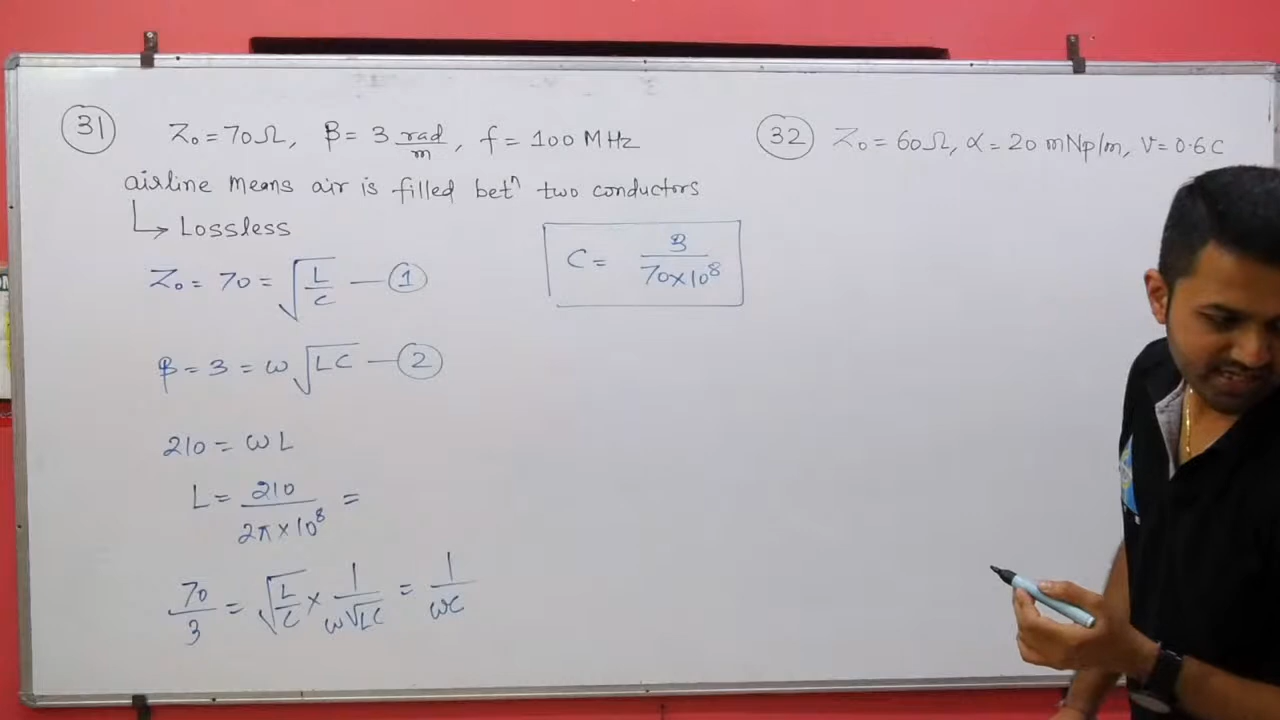 31 Z₀ = 70Ω, β = 3 rad/m, f = 100 MHz
airline means air is filled betⁿ two conductors
↳ Lossless
Z₀ = 70 = √(L/C) — ①
β = 3 = ω√(LC) — ②
210 = ωL
L = 210/(2π×10⁸) =
70/3 = √(L/C) × 1/(ω√LC) = 1/(ωC)
C = 3/(70×10⁸)
32 Z₀ = 60Ω, α = 20 mNp/m, v = 0.6 C